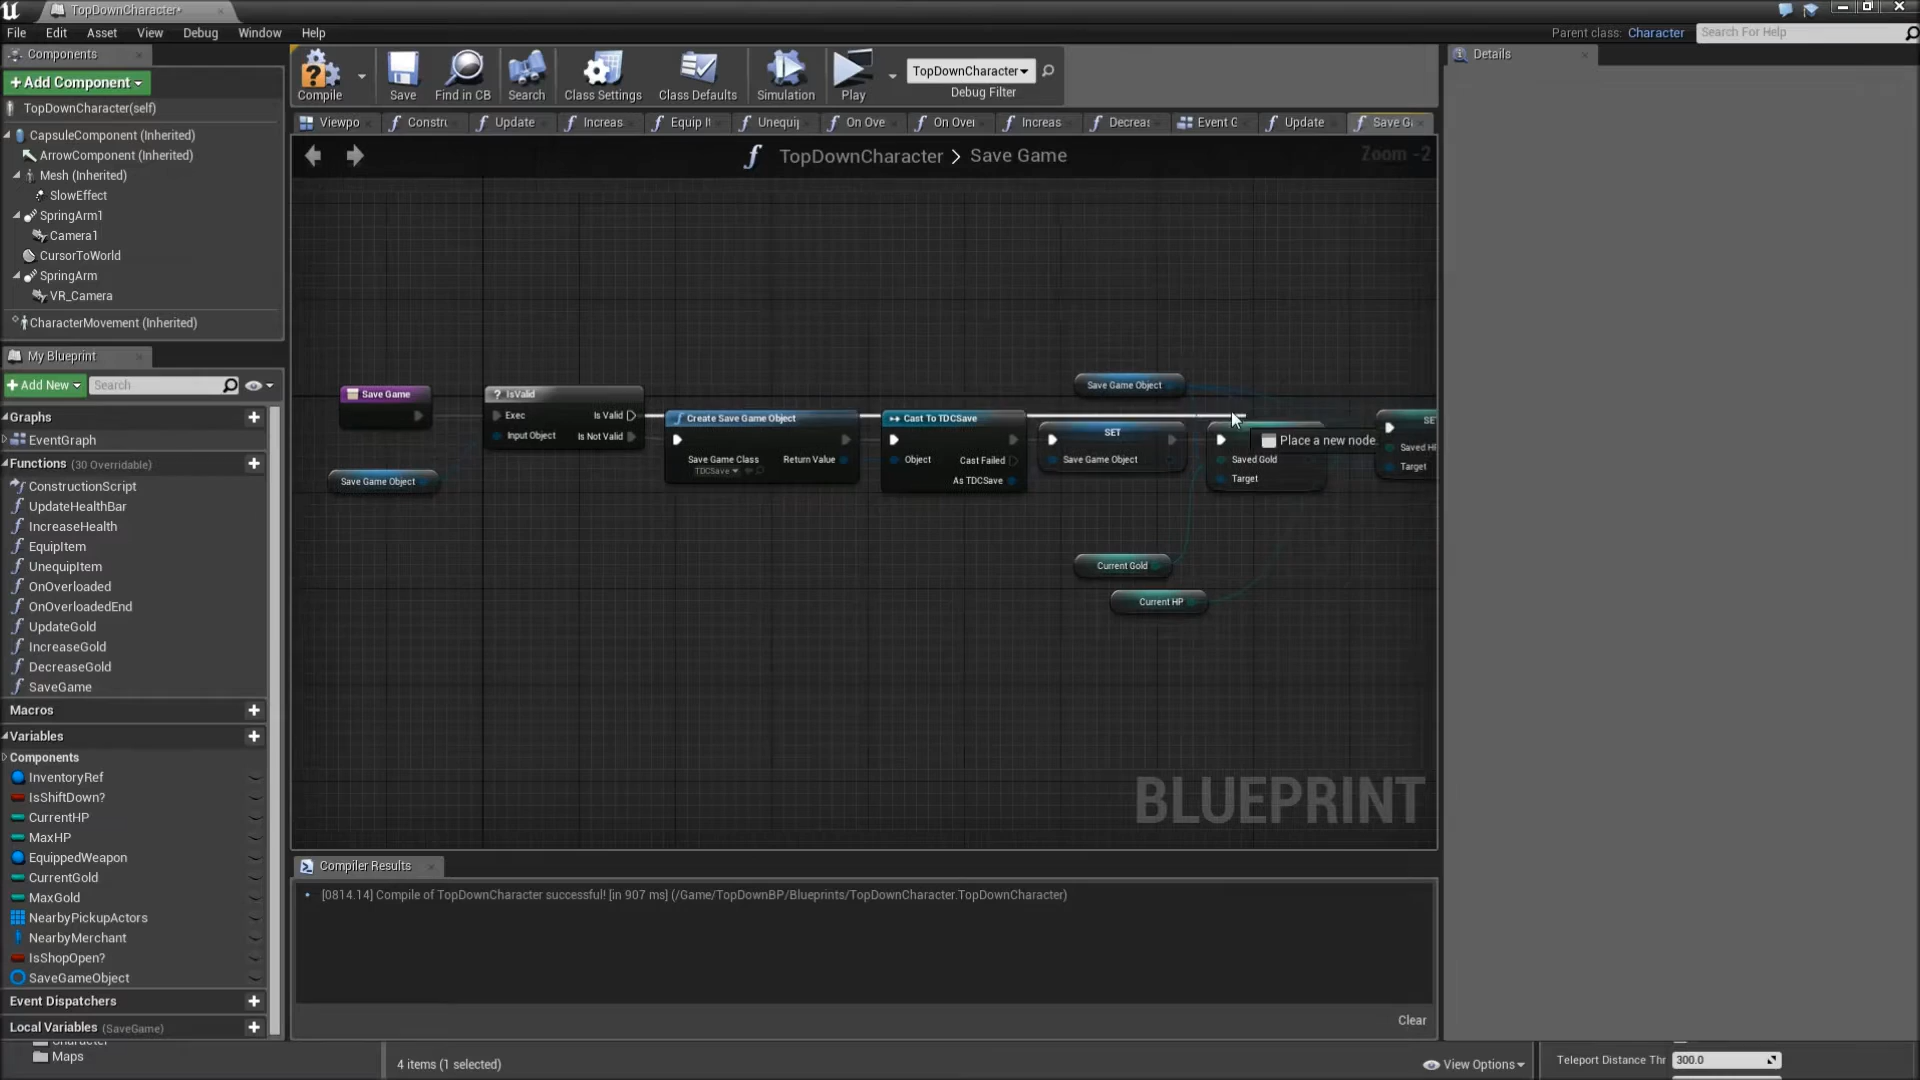 TopDownCharacter*
File Edit Asset View Debug Window Help
Parent class: Character
Search For Help
Components
+Add Component
TopDownCharacter(self)
CapsuleComponent (Inherited)
ArrowComponent (Inherited)
Mesh (Inherited)
SlowEffect
SpringArm1
Camera1
CursorToWorld
SpringArm
VR_Camera
CharacterMovement (Inherited)
My Blueprint
+Add New
Search
Graphs
EventGraph
Functions (30 Overridable)
ConstructionScript
UpdateHealthBar
IncreaseHealth
EquipItem
UnequipItem
OnOverloaded
OnOverloadedEnd
UpdateGold
IncreaseGold
DecreaseGold
SaveGame
Macros
Variables
Components
InventoryRef
IsShiftDown?
CurrentHP
MaxHP
EquippedWeapon
CurrentGold
MaxGold
NearbyPickupActors
NearbyMerchant
IsShopOpen?
SaveGameObject
Event Dispatchers
Local Variables (SaveGame)
Character
Maps
Compile
Save
Find in CB
Search
Class Settings
Class Defaults
Simulation
Play
TopDownCharacter
Debug Filter
Viewpo
Constru
Update
Increas
Equip It
Unequip
On Ove
On Over
Increas
Decrea
Event G
Update
Save G
TopDownCharacter > Save Game
Zoom -2
Save Game
Save Game Object
? IsValid
Exec
Is Valid
Input Object
Is Not Valid
Create Save Game Object
Save Game Class
TDCSave
Return Value
Cast To TDCSave
Object
Cast Failed
As TDCSave
Save Game Object
SET
Save Game Object
Place a new node.
Saved Gold
Target
SET
Saved HP
Target
Current Gold
Current HP
BLUEPRINT
Compiler Results
[0814.14] Compile of TopDownCharacter successful! [in 907 ms] (/Game/TopDownBP/Blueprints/TopDownCharacter.TopDownCharacter)
Clear
4 items (1 selected)
View Options
Details
Teleport Distance Thr
300.0